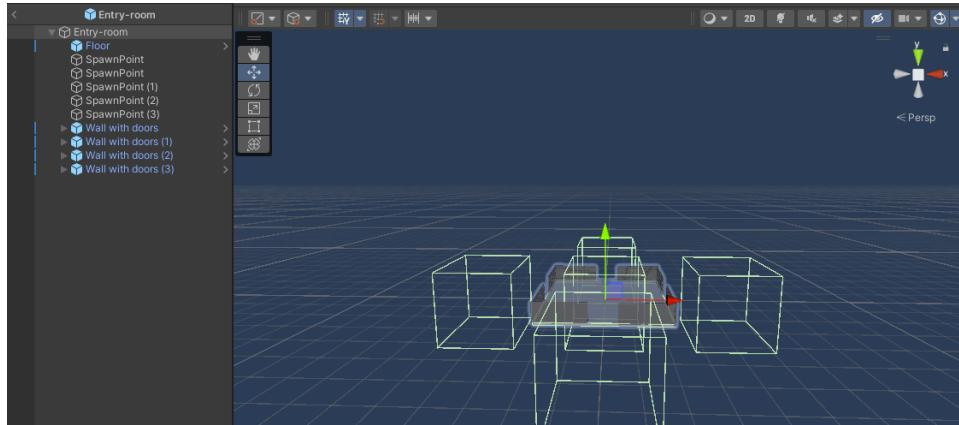 Entry-room
2D
Entry-room
Floor
SpawnPoint
SpawnPoint
SpawnPoint (1)
SpawnPoint (2)
SpawnPoint (3)
Wall with doors
Wall with doors (1)
Wall with doors (2)
Wall with doors (3)
y
x
Persp